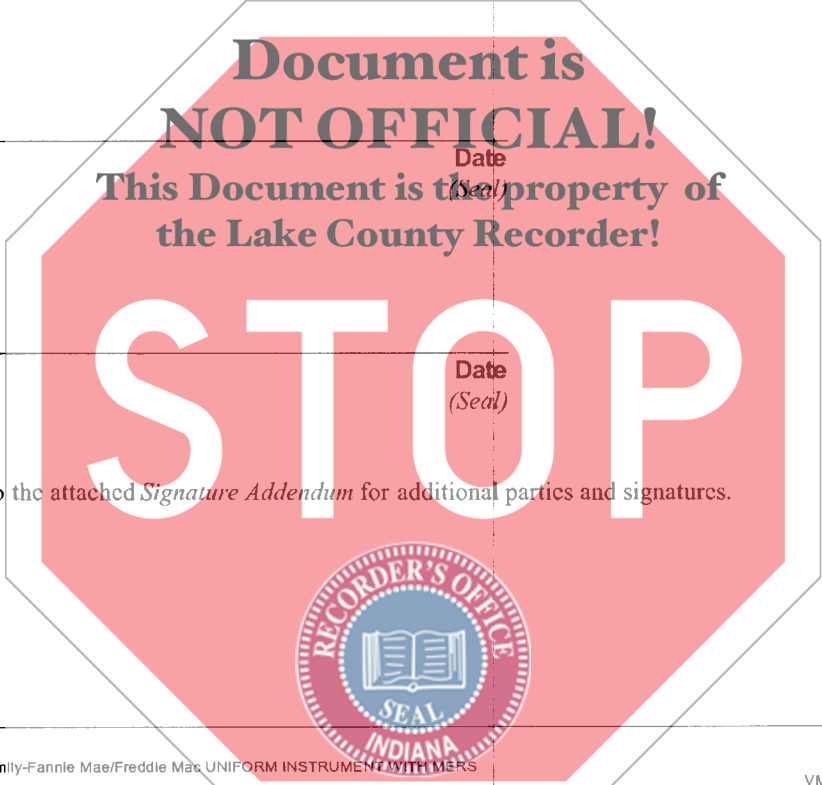 Document is
NOT OFFICIAL!
Date
This Document is the property of
(Seal)
the Lake County Recorder!
STOP
Date
(Seal)
the attached Signature Addendum for additional parties and signatures.
RECORDER'S OFFICE
SEAL
INDIANA
mily-Fannie Mae/Freddie Mac UNIFORM INSTRUMENT WITH MERS
VM